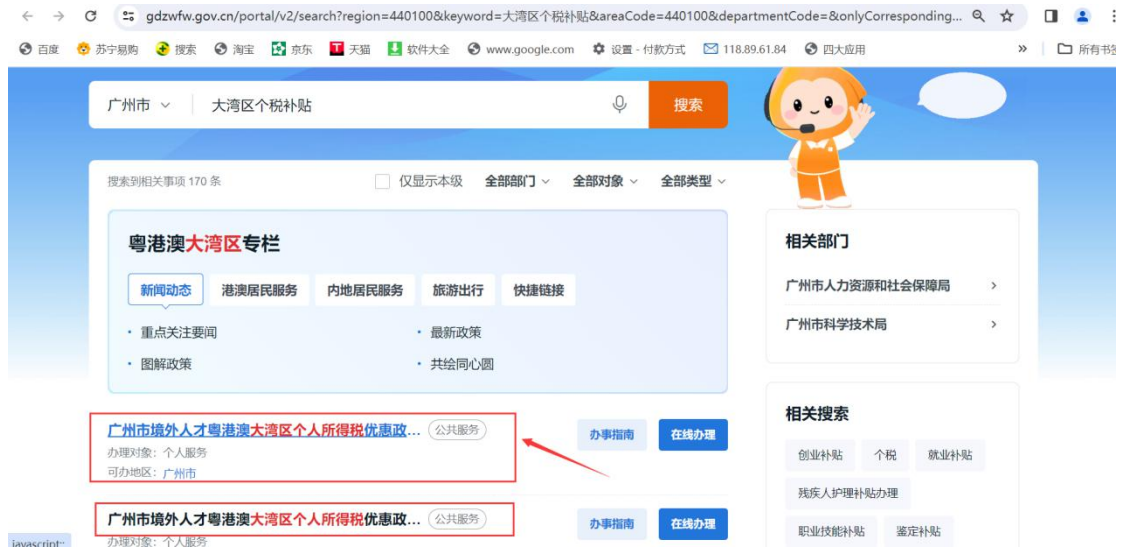 gdzwfw.gov.cn/portal/v2/search?region=440100&keyword=大湾区个税补贴&areaCode=440100&departmentCode=&onlyCorresponding...
百度 苏宁易购 搜索 淘宝 京东 天猫 软件大全 www.google.com 设置 - 付款方式 118.89.61.84 四大应用 » 所有书签
广州市 大湾区个税补贴 搜索
搜索到相关事项 170 条 仅显示本级 全部部门 全部对象 全部类型
粤港澳大湾区专栏
新闻动态 港澳居民服务 内地居民服务 旅游出行 快捷链接
· 重点关注要闻 · 最新政策
· 图解政策 · 共绘同心圆
广州市境外人才粤港澳大湾区个人所得税优惠政... 公共服务 办事指南 在线办理
办理对象：个人服务
可办地区：广州市
广州市境外人才粤港澳大湾区个人所得税优惠政... 公共服务 办事指南 在线办理
办理对象：个人服务
相关部门
广州市人力资源和社会保障局
广州市科学技术局
相关搜索
创业补贴 个税 就业补贴
残疾人护理补贴办理
职业技能补贴 鉴定补贴
javascript:;